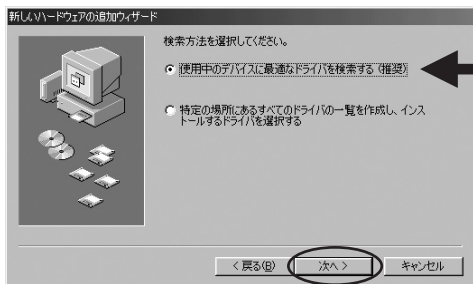 新しいハードウェアの追加ウィザード
検索方法を選択してください。
使用中のデバイスに最適なドライバを検索する (推奨)
特定の場所にあるすべてのドライバの一覧を作成し、インス
トールするドライバを選択する
< 戻る(B)
次へ >
キャンセル